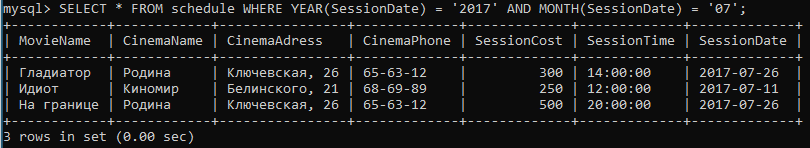 mysql> SELECT * FROM schedule WHERE YEAR(SessionDate) = '2017' AND MONTH(SessionDate) = '07';
+------------+------------+-----------------+-------------+-------------+-------------+-------------+
| MovieName | CinemaName | CinemaAdress | CinemaPhone | SessionCost | SessionTime | SessionDate |
+------------+------------+-----------------+-------------+-------------+-------------+-------------+
| Гладиатор | Родина | Ключевская, 26 | 65-63-12 | 300 | 14:00:00 | 2017-07-26 |
| Идиот | Киномир | Белинского, 21 | 68-69-89 | 250 | 12:00:00 | 2017-07-11 |
| На границе | Родина | Ключевская, 26 | 65-63-12 | 500 | 20:00:00 | 2017-07-26 |
+------------+------------+-----------------+-------------+-------------+-------------+-------------+
3 rows in set (0.00 sec)